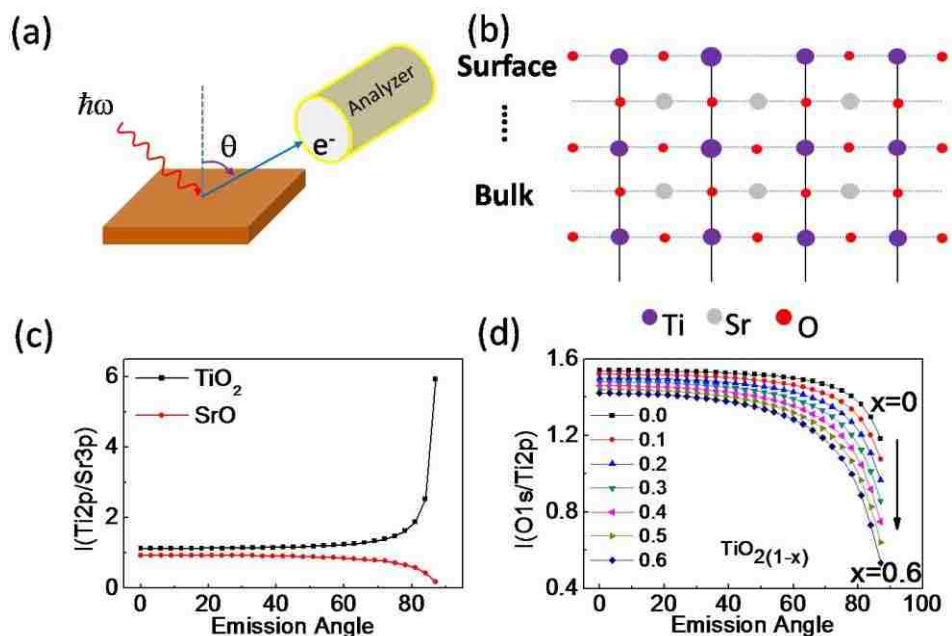 (a)
ħω
θ
e-
Analyzer
(b)
Surface
......
Bulk
Ti Sr O
(c)
I(Ti2p/Sr3p)
6
4
2
0
TiO2
SrO
0 20 40 60 80
Emission Angle
(d)
I(O1s/Ti2p)
1.6
1.2
0.8
0.4
0.0
0.1
0.2
0.3
0.4
0.5
0.6
x=0
x=0.6
TiO2(1-x)
0 20 40 60 80 100
Emission Angle